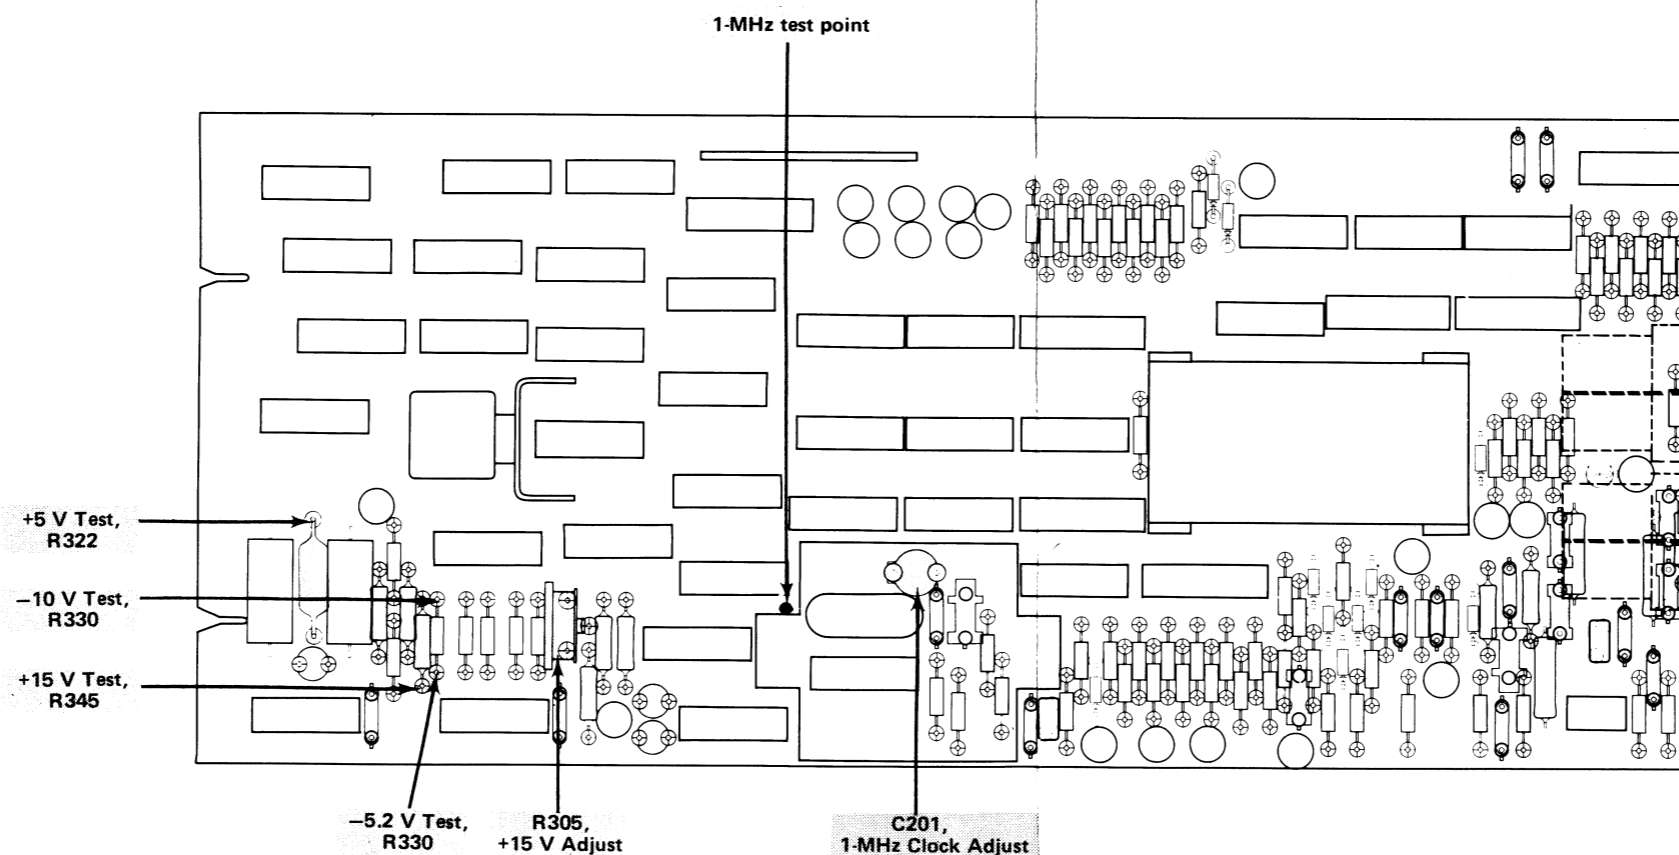 1-MHz test point
+5 V Test,
R322
—10 V Test,
R330
+15 V Test,
R345
—5.2 V Test,
R330
R305,
+15 V Adjust
C201,
1-MHz Clock Adjust